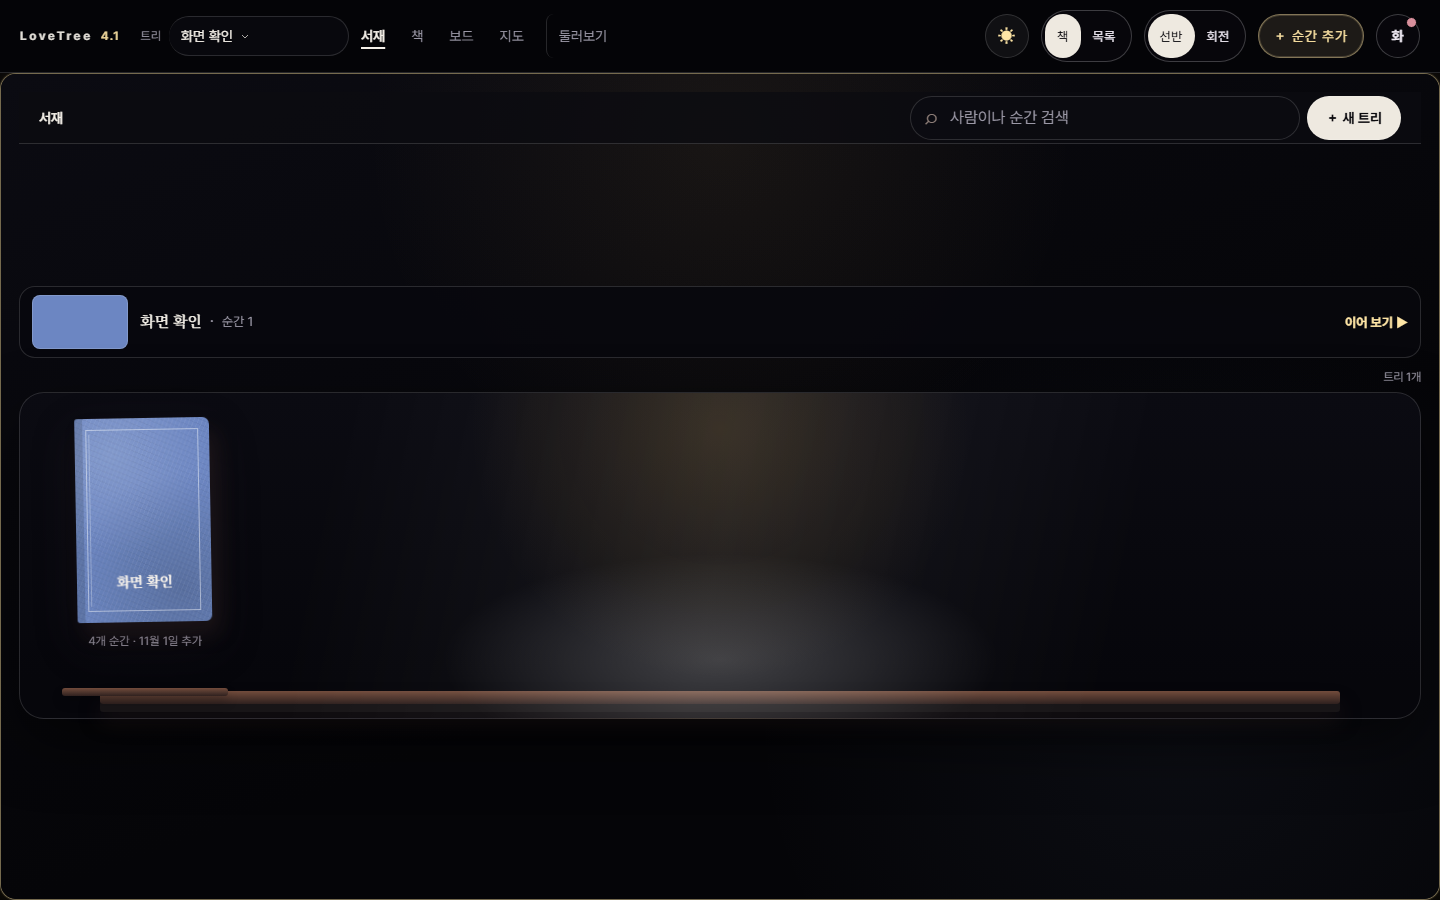 LoveTree 4.1 트리 화면 확인 서재 책 보드 지도 둘러보기 책 목록 선반 회전 + 순간 추가 화
서재 사람이나 순간 검색 + 새 트리
화면 확인 · 순간 1 이어 보기 ▶
트리 1개
화면 확인
4개 순간 · 11월 1일 추가